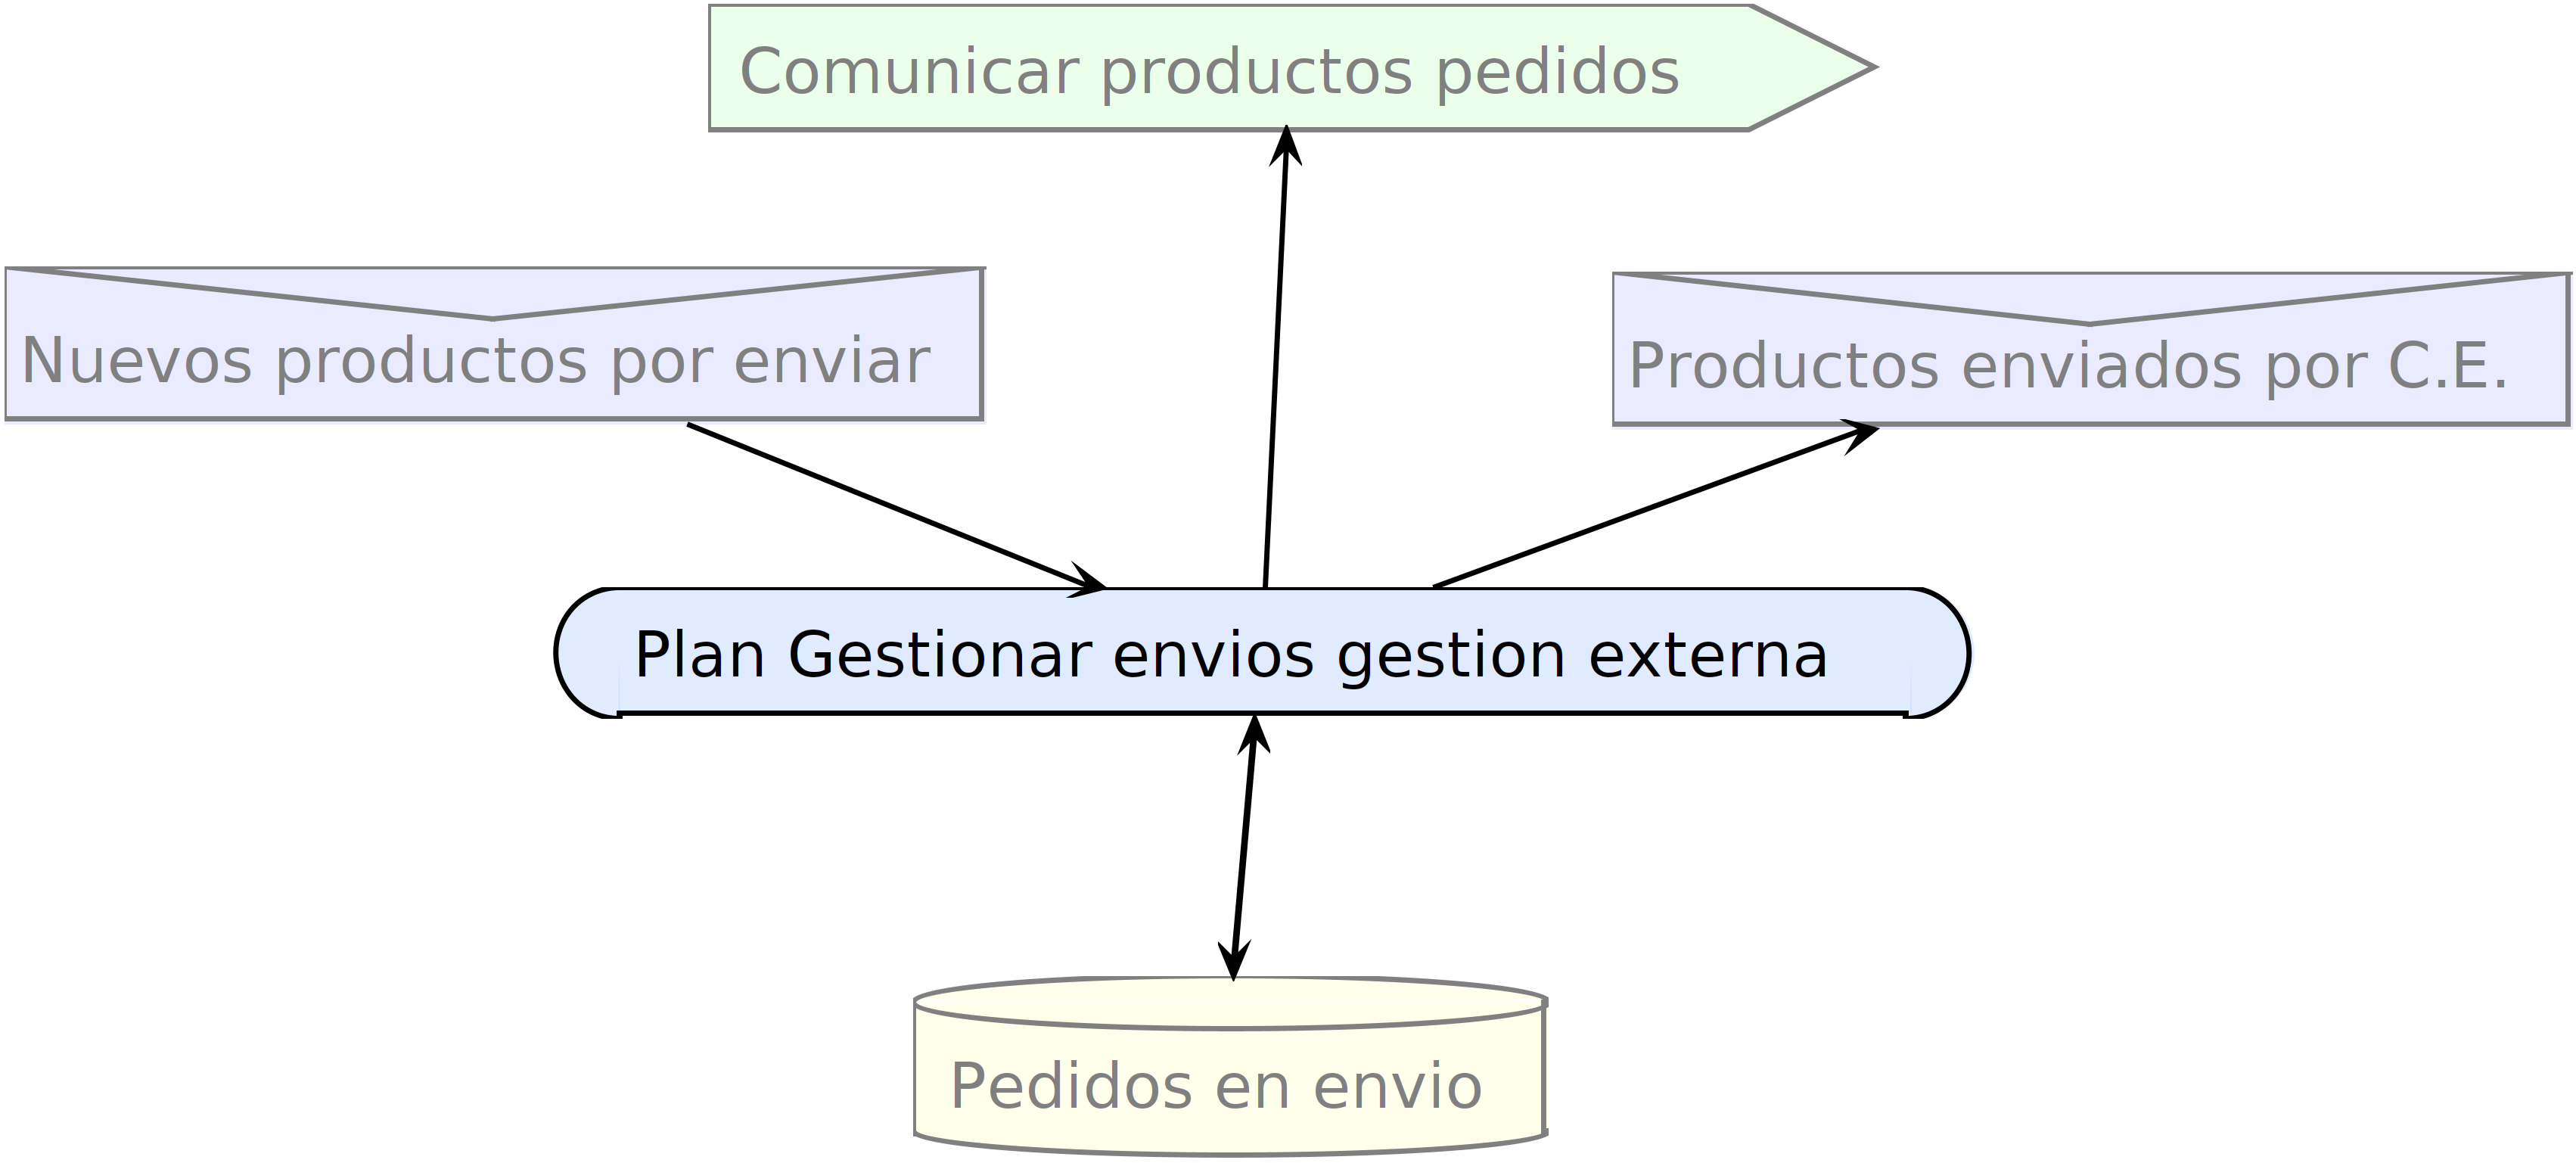 Comunicar productos pedidos
Nuevos productos por enviar
Productos enviados por C.E.
Plan Gestionar envios gestion externa
Pedidos en envio